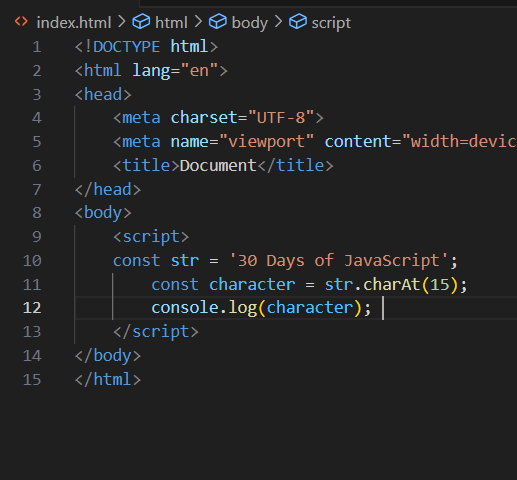 index.html > html > body > script
1 <!DOCTYPE html>
2 <html lang="en">
3 <head>
4     <meta charset="UTF-8">
5     <meta name="viewport" content="width=devic
6     <title>Document</title>
7 </head>
8 <body>
9     <script>
10     const str = '30 Days of JavaScript';
11         const character = str.charAt(15);
12         console.log(character);
13     </script>
14 </body>
15 </html>